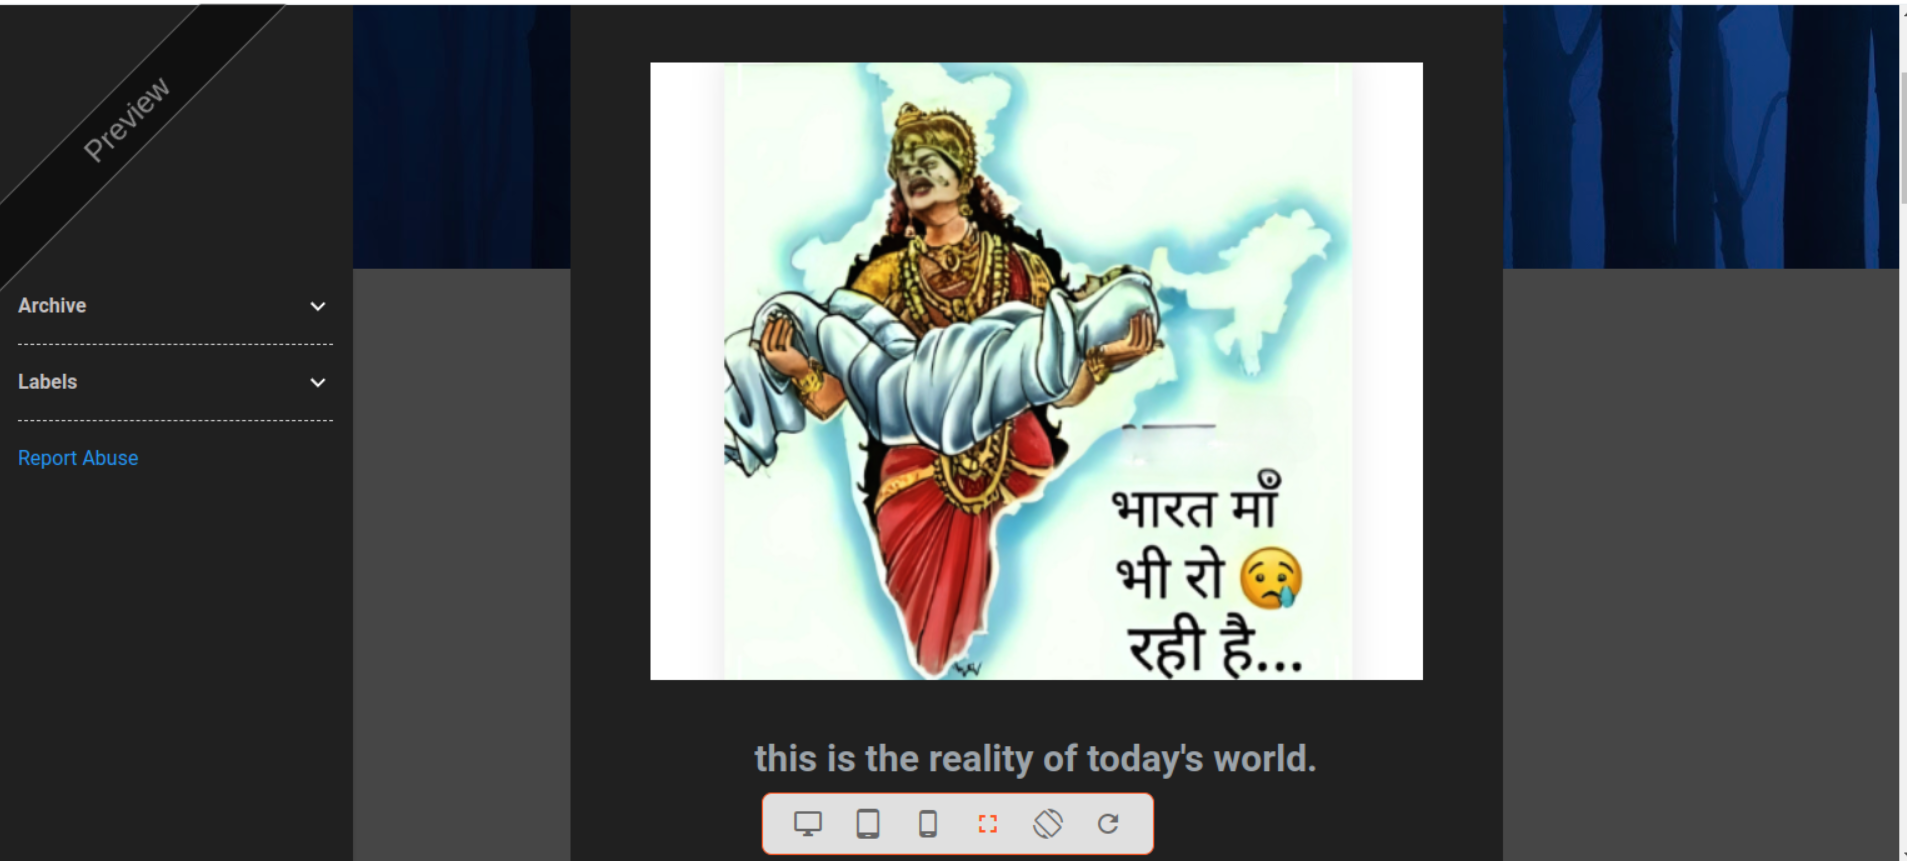 Preview
Archive
Labels
Report Abuse
भारत माँ
भी रो 😢
रही है...
this is the reality of today's world.